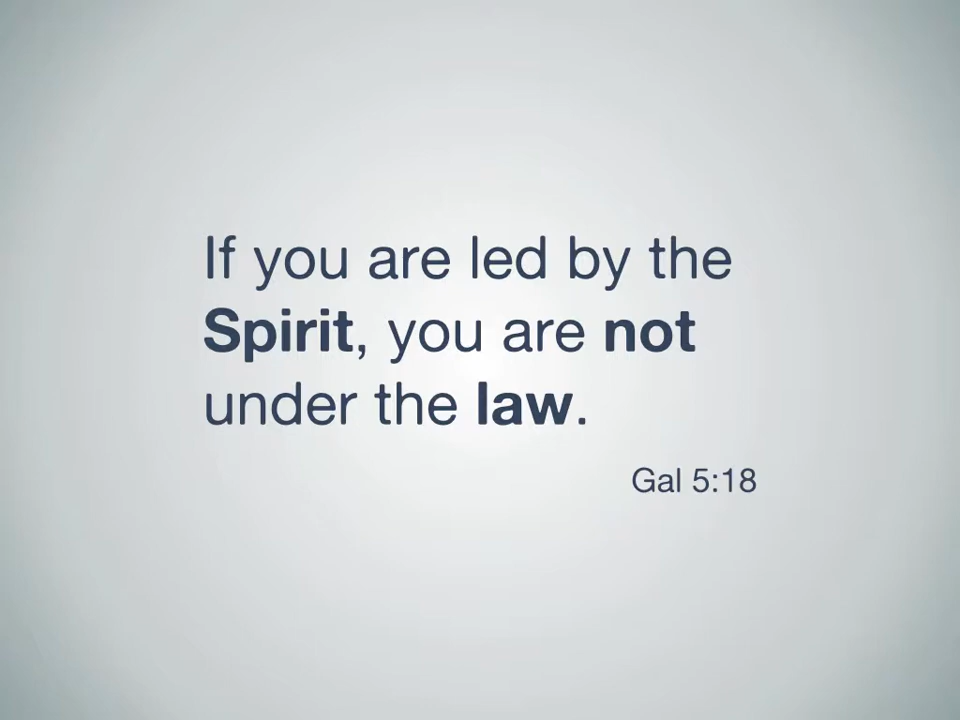 If you are led by the
Spirit, you are not
under the law.
Gal 5:18